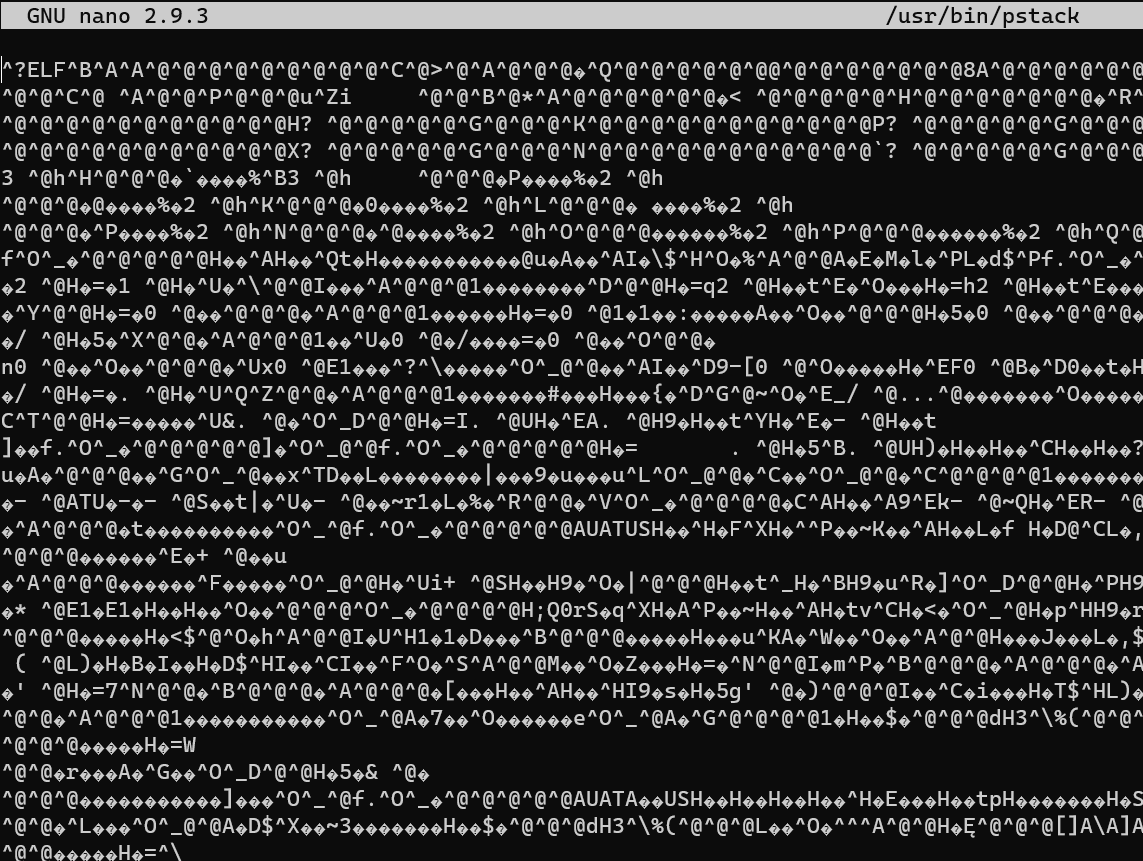 GNU nano 2.9.3 /usr/bin/pstack
^?ELF^B^A^A^@^@^@^@^@^@^@^@^@^C^@>^@^A^@^@^@�^Q^@^@^@^@^@^@@^@^@^@^@^@^@^@8A^@^@^@^@^@
^@^@^C^@ ^A^@^@^P^@^@^@u^Zi ^@^@^B^@*^A^@^@^@^@^@^@�< ^@^@^@^@^@^H^@^@^@^@^@^@^@�^R^
^@^@^@^@^@^@^@^@^@^@^@^@^@H? ^@^@^@^@^@^G^@^@^@^K^@^@^@^@^@^@^@^@^@^@^@^@P? ^@^@^@^@^@^G^@^@^@
^@^@^@^@^@^@^@^@^@^@^@^@^@X? ^@^@^@^@^@^G^@^@^@^N^@^@^@^@^@^@^@^@^@^@^@^@`? ^@^@^@^@^@^G^@^@^@
3 ^@h^H^@^@^@�`����%^B3 ^@h ^@^@^@�P����%�2 ^@h
^@^@^@�@����%�2 ^@h^K^@^@^@�0����%�2 ^@h^L^@^@^@� ����%�2 ^@h
^@^@^@�^P����%�2 ^@h^N^@^@^@�^@����%�2 ^@h^O^@^@^@������%�2 ^@h^P^@^@^@������%�2 ^@h^Q^@
f^O^_�^@^@^@^@^@H��^AH��^Qt�H�����������@u�A��^AI�\$^H^O�%^A^@^@A�E�M�l�^PL�d$^Pf.^O^_�^
�2 ^@H�=�1 ^@H�^U�^\^@^@I���^A^@^@^@1���������^D^@^@H�=q2 ^@H��t^E�^O���H�=h2 ^@H��t^E���
�^Y^@^@H�=�0 ^@��^@^@^@�^A^@^@^@1������H�=�0 ^@1�1��:�����A��^O��^@^@^@H�5�0 ^@��^@^@^@�
�/ ^@H�5�^X^@^@�^A^@^@^@1��^U�0 ^@�/����=�0 ^@��^O^@^@�
n0 ^@��^O��^@^@^@�^Ux0 ^@E1���^?^\�����^O^_@^@��^AI��^D9-[0 ^@^O�����H�^EF0 ^@B�^D0��t�H
�/ ^@H�=�. ^@H�^U^Q^Z^@^@�^A^@^@^@1�������#���H���{�^D^G^@~^O�^E_/ ^@...^@�������^O�����
C^T^@^@H�=�����^U&. ^@�^O^_D^@^@H�=I. ^@UH�^EA. ^@H9�H��t^YH�^E�- ^@H��t
]��f.^O^_�^@^@^@^@^@]�^O^_@^@f.^O^_�^@^@^@^@^@H�= . ^@H�5^B. ^@UH)�H��H��^CH��H��?
u�A�^@^@^@��^G^O^_^@��x^TD��L��������|���9�u���u^L^O^_@^@�^C��^O^_@^@�^C^@^@^@^@1��������
�- ^@ATU�-�- ^@S��t|�^U�- ^@��~r1�L�%�^R^@^@�^V^O^_�^@^@^@^@�C^AH��^A9^Ek- ^@~QH�^ER- ^@
�^A^@^@^@�t�����������^O^_^@f.^O^_�^@^@^@^@^@AUATUSH��^H�F^XH�^^P��~K��^AH��L�f H�D@^CL�,
^@^@^@������^E�+ ^@��u
�^A^@^@^@������^F�����^O^_@^@H�^Ui+ ^@SH��H9�^O�|^@^@^@H��t^_H�^BH9�u^R�]^O^_D^@^@H�^PH9
�* ^@E1�E1�H��H��^O��^@^@^@^O^_�^@^@^@^@H;Q0rS�q^XH�A^P��~H��^AH�tv^CH�<�^O^_^@H�p^HH9�r
^@^@^@�����H�<$^@^O�h^A^@^@I�U^H1�1�D���^B^@^@^@�����H���u^KA�^W��^O��^A^@^@H���J���L�,$
( ^@L)�H�B�I��H�D$^HI��^CI��^F^O�^S^A^@^@M��^O�Z���H�=�^N^@^@I�m^P�^B^@^@^@�^A^@^@^@�^A
�' ^@H�=7^N^@^@�^B^@^@^@�^A^@^@^@�[���H��^AH��^HI9�s�H�5g' ^@�)^@^@^@I��^C�i���H�T$^HL)�
^@^@�^A^@^@^@1�����������^O^_^@A�7��^O������e^O^_^@A�^G^@^@^@^@1�H��$�^@^@^@dH3^\%(^@^@^
^@^@^@�����H�=W
^@^@�r���A�^G��^O^_D^@^@H�5�& ^@�
^@^@^@�����������]���^O^_^@f.^O^_�^@^@^@^@^@AUATA��USH��H��H��H��^H�E���H��tpH�������H�S
^@^@�^L���^O^_@^@A�D$^X��~3�������H��$�^@^@^@dH3^\%(^@^@^@L��^O�^^^A^@^@H�Ę^@^@^@[]A\A]A
^@^@�����H�=^\